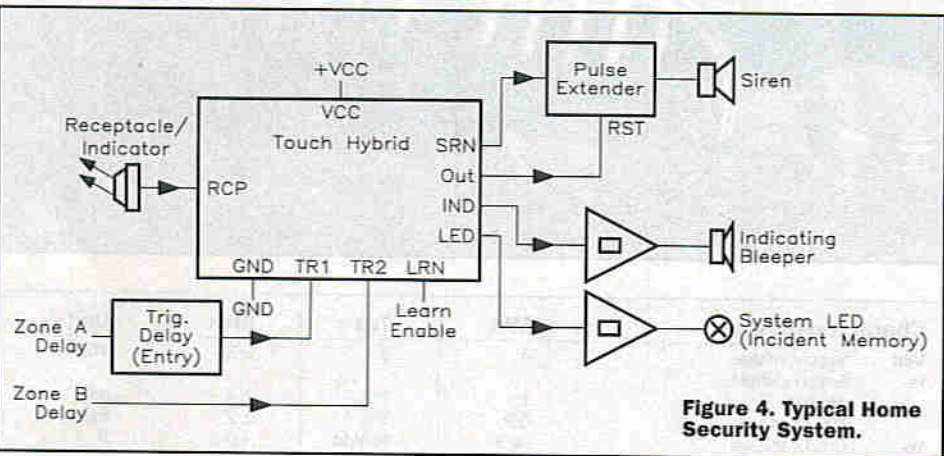 +VCC
Receptacle/
Indicator
VCC
Touch Hybrid
RCP
SRN
Out
IND
LED
GND TR1 TR2 LRN
Pulse
Extender
RST
Siren
Indicating
Bleeper
System LED
(Incident Memory)
GND
Learn
Enable
Zone A
Delay
Trig.
Delay
(Entry)
Zone B
Delay
Figure 4. Typical Home
Security System.